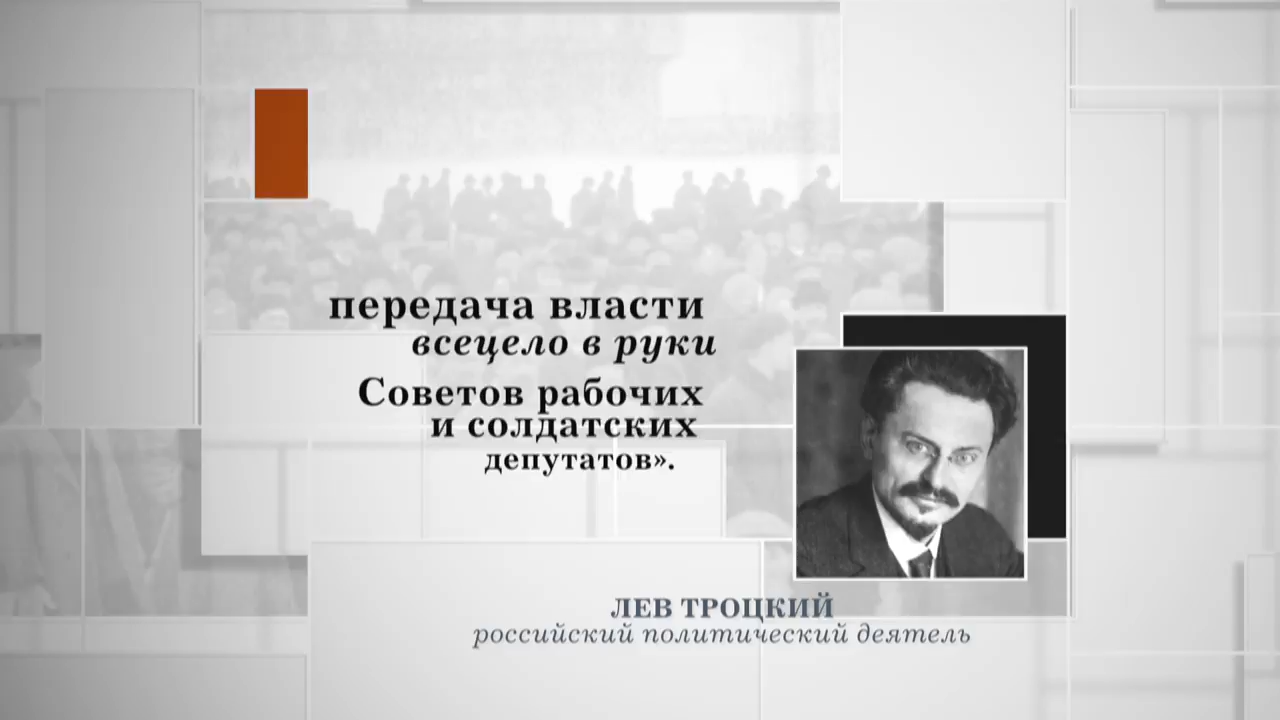 передача власти
всецело в руки
Советов рабочих
и солдатских
депутатов».
ЛЕВ ТРОЦКИЙ
российский политический деятель